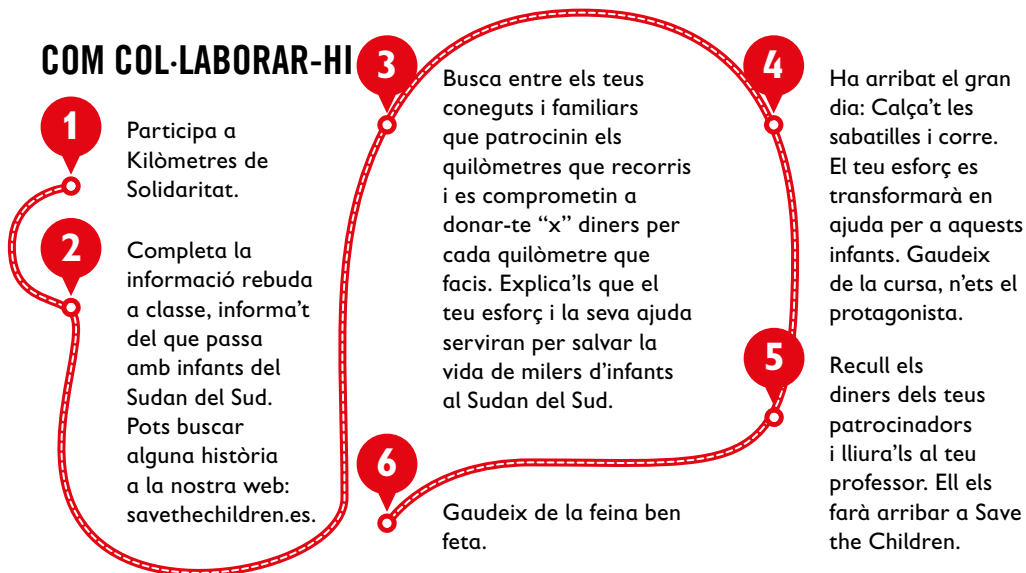 COM COL·LABORAR-HI
1
Participa a
Kilòmetres de
Solidaritat.
2
Completa la
informació rebuda
a classe, informa’t
del que passa
amb infants del
Sudan del Sud.
Pots buscar
alguna història
a la nostra web:
savethechildren.es.
3
Busca entre els teus
coneguts i familiars
que patrocinin els
quilòmetres que recorris
i es comprometin a
donar-te “x” diners per
cada quilòmetre que
facis. Explica’ls que el
teu esforç i la seva ajuda
serviran per salvar la
vida de milers d’infants
al Sudan del Sud.
4
Ha arribat el gran
dia: Calça’t les
sabatilles i corre.
El teu esforç es
transformarà en
ajuda per a aquests
infants. Gaudeix
de la cursa, n’ets el
protagonista.
5
Recull els
diners dels teus
patrocinadors
i lliura’ls al teu
professor. Ell els
farà arribar a Save
the Children.
6
Gaudeix de la feina ben
feta.